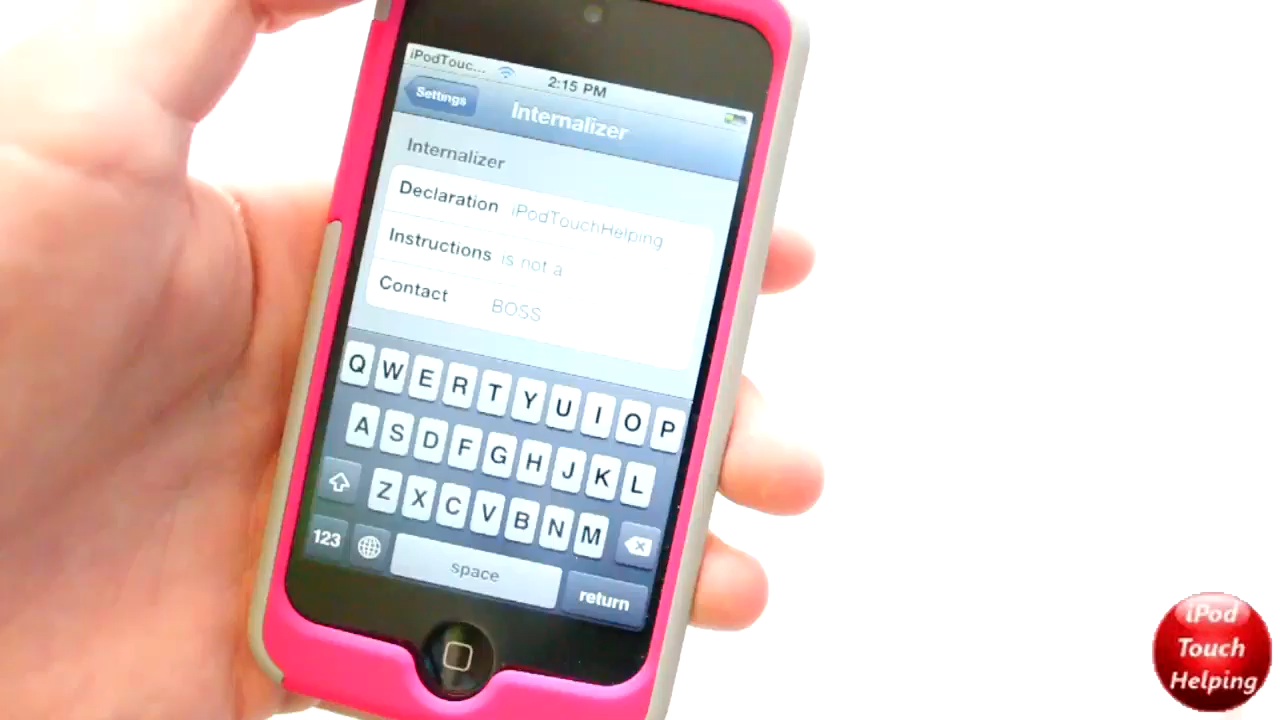 iPodTouc... 2:15 PM
Settings Internalizer
Internalizer
Declaration iPodTouchHelping
Instructions is not a
Contact BOSS
Q W E R T Y U I O P
A S D F G H J K L
Z X C V B N M
123 space return
iPod
Touch
Helping